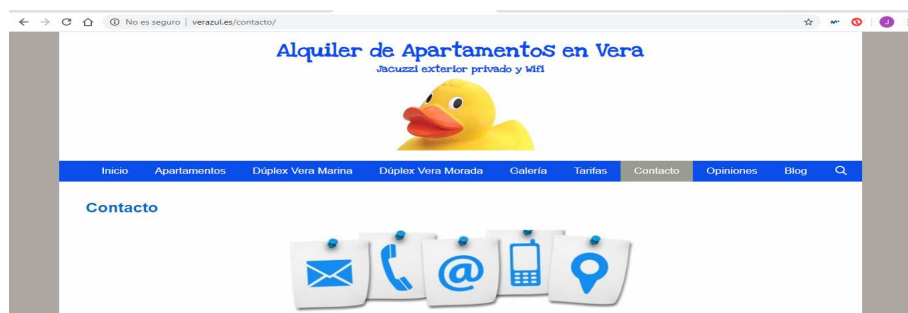 No es seguro | verazul.es/contacto/
Alquiler de Apartamentos en Vera
Jacuzzi exterior privado y Wifi
Inicio Apartamentos Dúplex Vera Marina Dúplex Vera Morada Galería Tarifas Contacto Opiniones Blog
Contacto
@